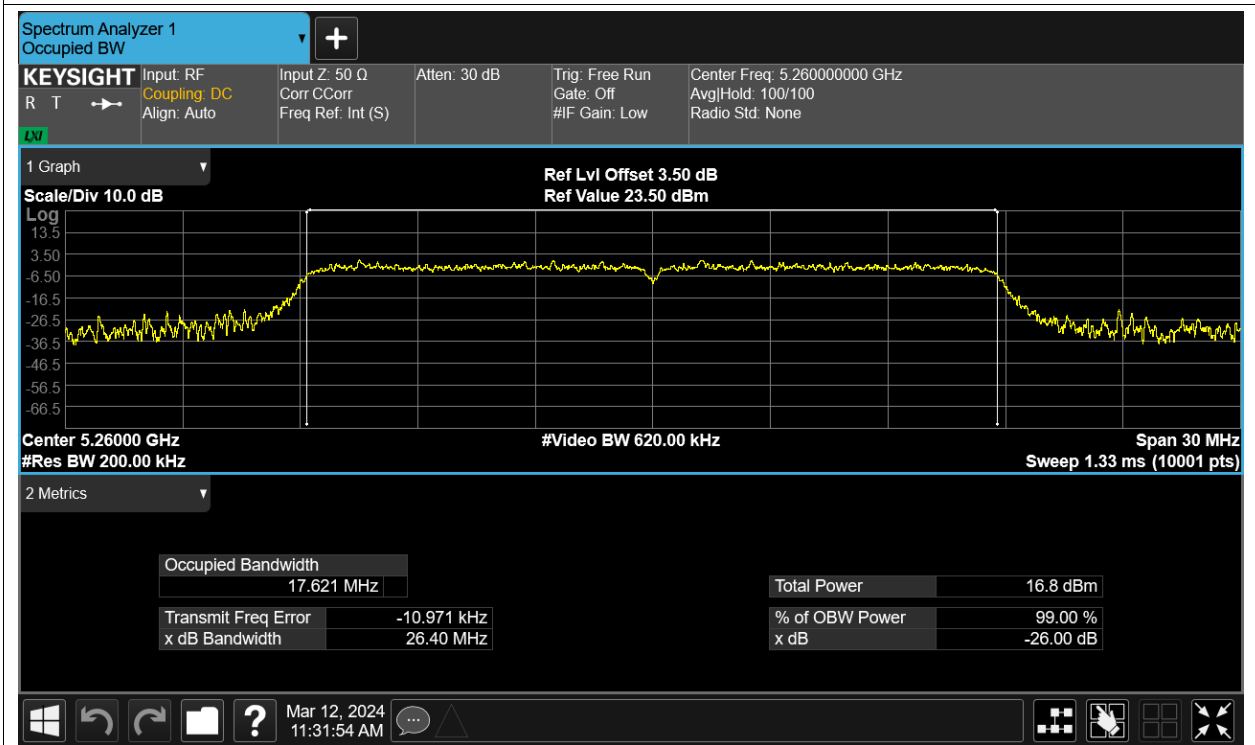 Spectrum Analyzer 1
Occupied BW
KEYSIGHT
R T
LXI
Input: RF
Coupling: DC
Align: Auto
Input Z: 50 Ω
Corr CCorr
Freq Ref: Int (S)
Atten: 30 dB
Trig: Free Run
Gate: Off
#IF Gain: Low
Center Freq: 5.260000000 GHz
Avg|Hold: 100/100
Radio Std: None
1 Graph
Scale/Div 10.0 dB
Ref Lvl Offset 3.50 dB
Ref Value 23.50 dBm
Log
13.5
3.50
-6.50
-16.5
-26.5
-36.5
-46.5
-56.5
-66.5
Center 5.26000 GHz
#Res BW 200.00 kHz
#Video BW 620.00 kHz
Span 30 MHz
Sweep 1.33 ms (10001 pts)
2 Metrics
Occupied Bandwidth
17.621 MHz
Transmit Freq Error -10.971 kHz
x dB Bandwidth 26.40 MHz
Total Power 16.8 dBm
% of OBW Power 99.00 %
x dB -26.00 dB
?
Mar 12, 2024
11:31:54 AM